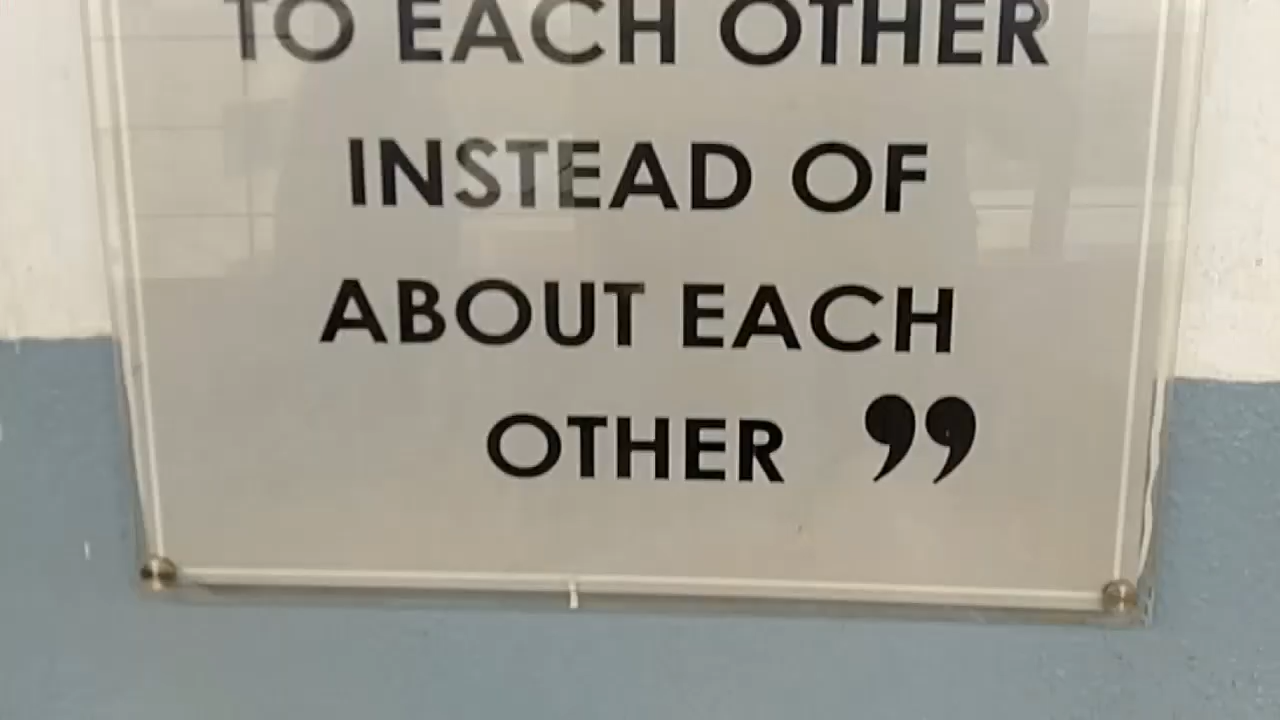 TO EACH OTHER
INSTEAD OF
ABOUT EACH
OTHER ”